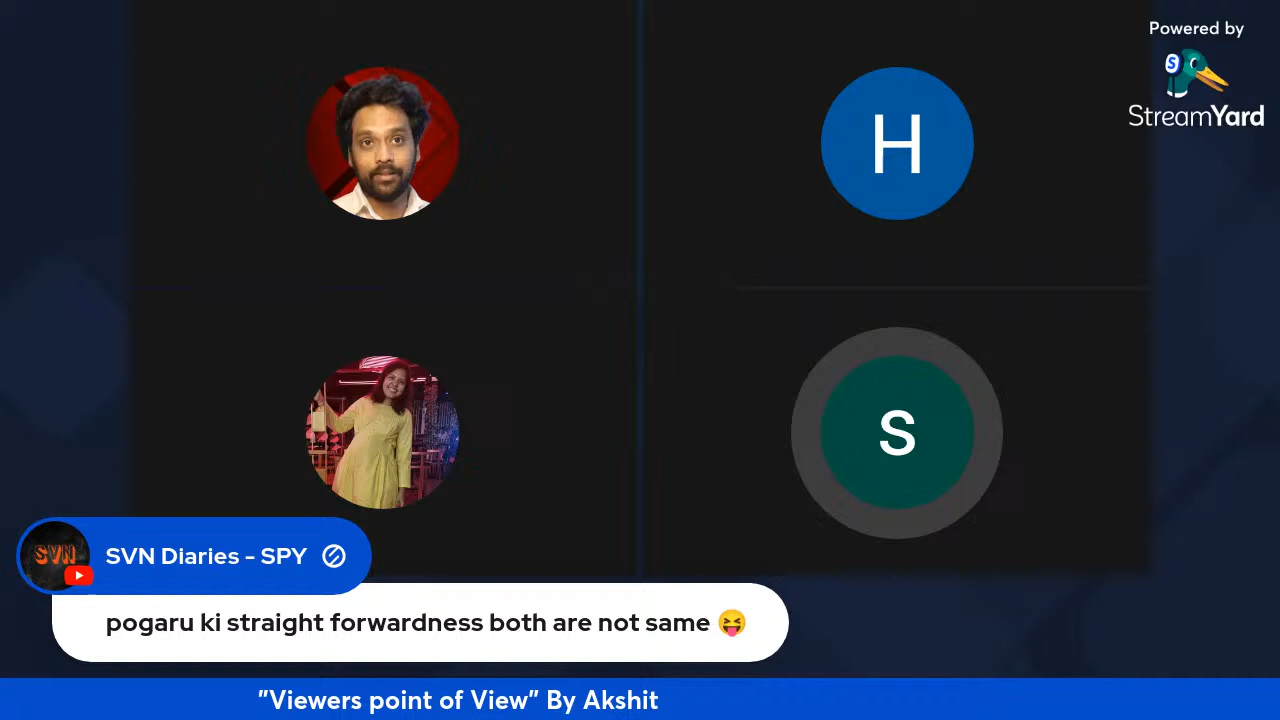 Powered by
S
StreamYard
H
S
SVN
SVN Diaries - SPY
pogaru ki straight forwardness both are not same 😝
"Viewers point of View" By Akshit